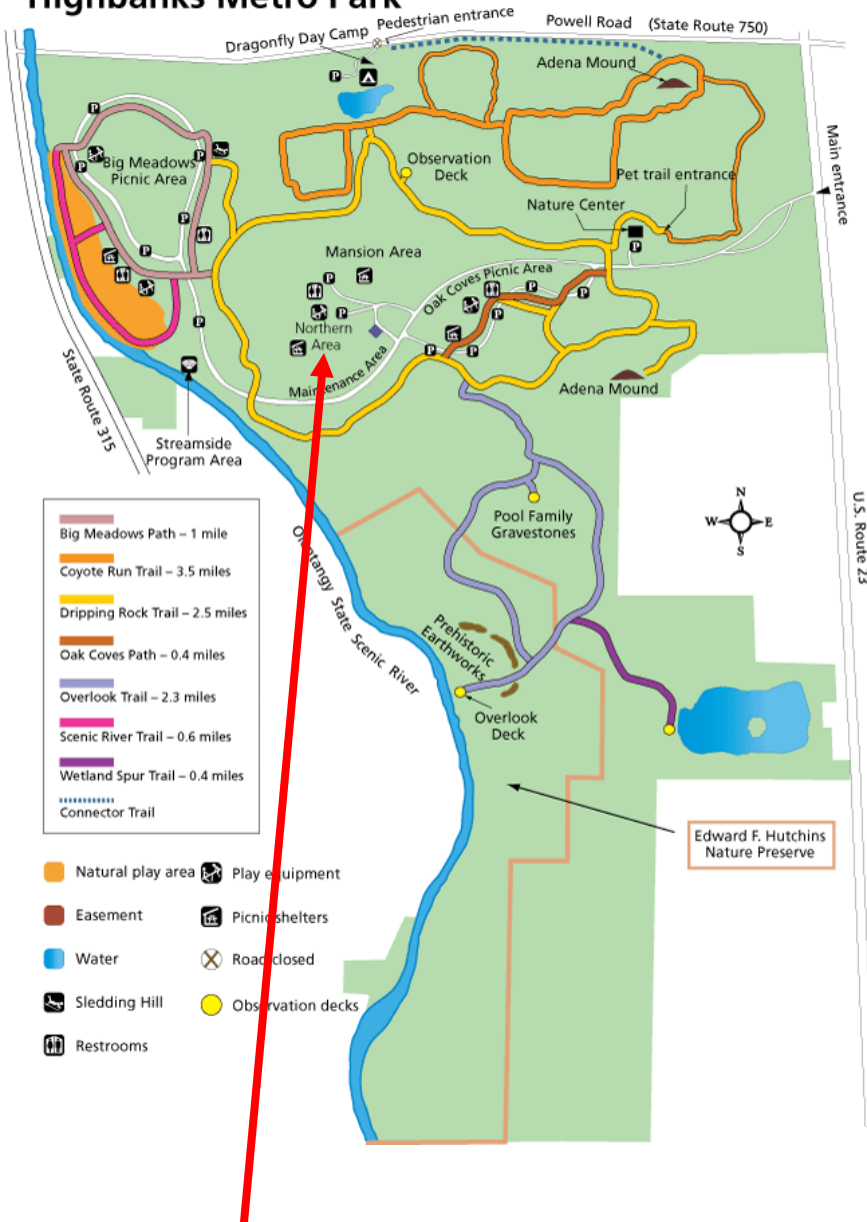 Highbanks Metro Park
Pedestrian entrance
Powell Road (State Route 750)
Dragonfly Day Camp
P
Adena Mound
P
Main entrance
Observation
Deck
P
Big Meadows
Picnic Area
P
Pet trail entrance
Nature Center
P
P
P
Mansion Area
P
Oak Coves Picnic Area
P
P
P
P
Northern
Area
P
P
P
Maintenance Area
Adena Mound
State Route 315
Streamside
Program Area
N
W E
S
U.S. Route 23
Pool Family
Gravestones
Olentangy State Scenic River
Prehistoric
Earthworks
Overlook
Deck
Edward F. Hutchins
Nature Preserve
Big Meadows Path – 1 mile
Coyote Run Trail – 3.5 miles
Dripping Rock Trail – 2.5 miles
Oak Coves Path – 0.4 miles
Overlook Trail – 2.3 miles
Scenic River Trail – 0.6 miles
Wetland Spur Trail – 0.4 miles
Connector Trail
Natural play area
Play equipment
Easement
Picnic shelters
Water
Road closed
Sledding Hill
Observation decks
Restrooms